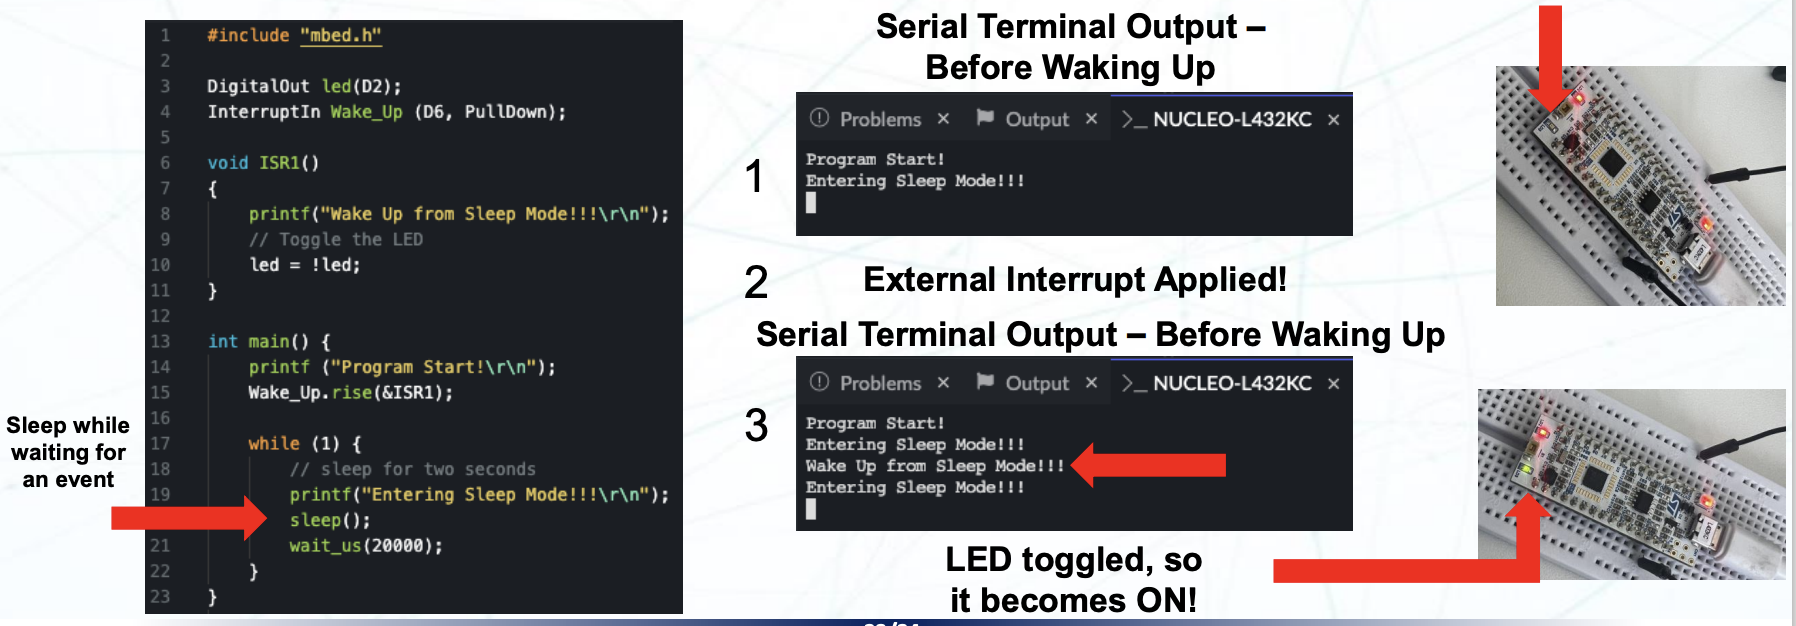 1 #include "mbed.h"
2
3 DigitalOut led(D2);
4 InterruptIn Wake_Up (D6, PullDown);
5
6 void ISR1()
7 {
8 printf("Wake Up from Sleep Mode!!!\r\n");
9 // Toggle the LED
10 led = !led;
11 }
12
13 int main() {
14 printf ("Program Start!\r\n");
15 Wake_Up.rise(&ISR1);
16
17 while (1) {
18 // sleep for two seconds
19 printf("Entering Sleep Mode!!!\r\n");
sleep();
21 wait_us(20000);
22 }
23 }
Sleep while
waiting for
an event
Serial Terminal Output –
Before Waking Up
1
Problems × Output × >_ NUCLEO-L432KC ×
Program Start!
Entering Sleep Mode!!!
2 External Interrupt Applied!
Serial Terminal Output – Before Waking Up
3
Problems × Output × >_ NUCLEO-L432KC ×
Program Start!
Entering Sleep Mode!!!
Wake Up from Sleep Mode!!!
Entering Sleep Mode!!!
LED toggled, so
it becomes ON!